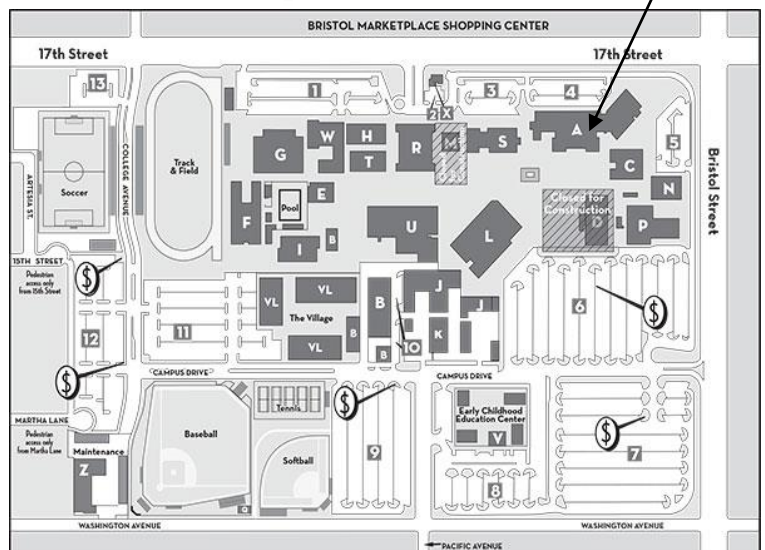 BRISTOL MARKETPLACE SHOPPING CENTER
17th Street
17th Street
13
1
2
X
3
4
5
COLLEGE AVENUE
ARTESIA ST.
Soccer
Track
& Field
G
W
H
T
R
M
S
A
C
N
Bristol Street
F
Pool
E
I
B
U
L
Closed for
Construction
D
P
15TH STREET
Pedestrian
access only
from 15th Street
$
12
11
VL
VL
The Village
VL
B
B
B
10
J
J
K
6
$
$
CAMPUS DRIVE
CAMPUS DRIVE
MARTHA LANE
Pedestrian
access only
from Martha Lane
Maintenance
Z
Baseball
Tennis
Softball
Q
$
9
Early Childhood
Education Center
V
8
$
7
WASHINGTON AVENUE
WASHINGTON AVENUE
PACIFIC AVENUE